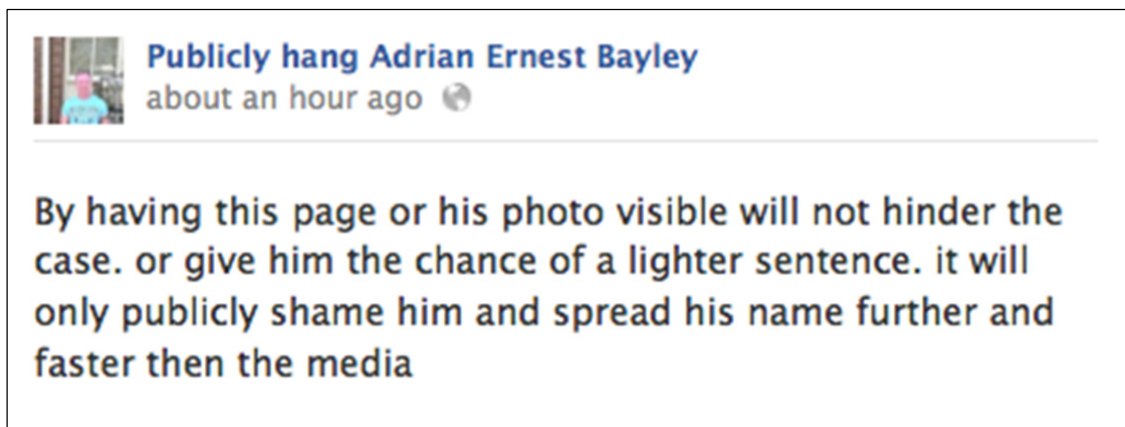 Publicly hang Adrian Ernest Bayley
about an hour ago
By having this page or his photo visible will not hinder the
case. or give him the chance of a lighter sentence. it will
only publicly shame him and spread his name further and
faster then the media